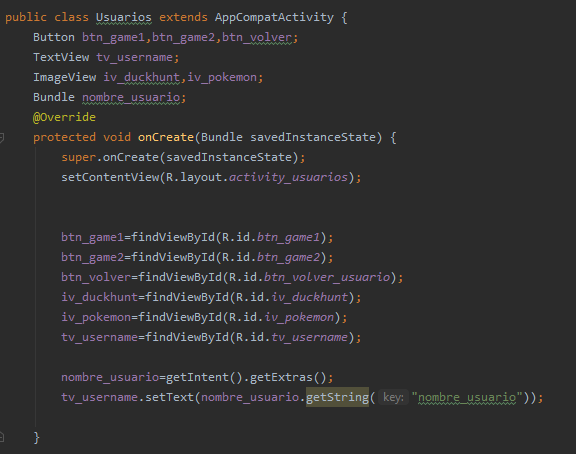 public class Usuarios extends AppCompatActivity {
Button btn_game1,btn_game2,btn_volver;
TextView tv_username;
ImageView iv_duckhunt,iv_pokemon;
Bundle nombre_usuario;
@Override
protected void onCreate(Bundle savedInstanceState) {
super.onCreate(savedInstanceState);
setContentView(R.layout.activity_usuarios);
btn_game1=findViewById(R.id.btn_game1);
btn_game2=findViewById(R.id.btn_game2);
btn_volver=findViewById(R.id.btn_volver_usuario);
iv_duckhunt=findViewById(R.id.iv_duckhunt);
iv_pokemon=findViewById(R.id.iv_pokemon);
tv_username=findViewById(R.id.tv_username);
nombre_usuario=getIntent().getExtras();
tv_username.setText(nombre_usuario.getString( key: "nombre_usuario"));
}